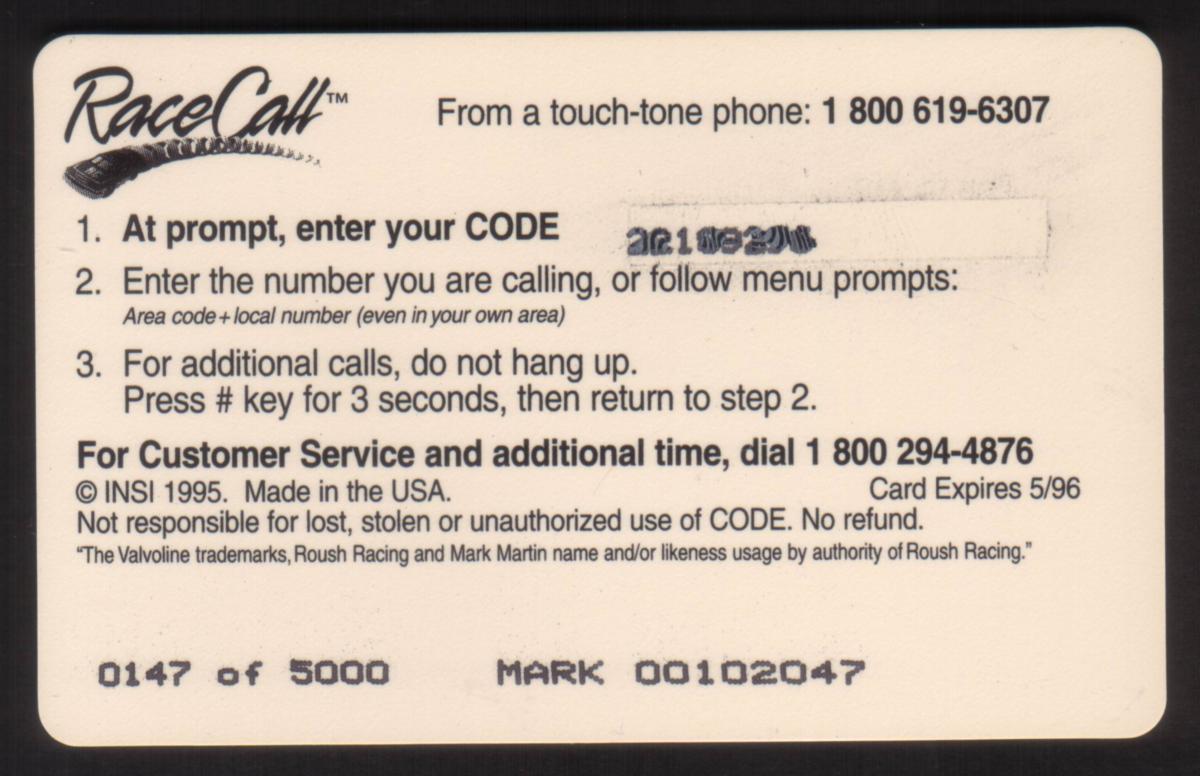 RaceCall™
From a touch-tone phone: 1 800 619-6307
1. At prompt, enter your CODE
2. Enter the number you are calling, or follow menu prompts:
Area code+local number (even in your own area)
3. For additional calls, do not hang up.
Press # key for 3 seconds, then return to step 2.
For Customer Service and additional time, dial 1 800 294-4876
© INSI 1995. Made in the USA. Card Expires 5/96
Not responsible for lost, stolen or unauthorized use of CODE. No refund.
"The Valvoline trademarks, Roush Racing and Mark Martin name and/or likeness usage by authority of Roush Racing."
0147 of 5000 MARK 00102047